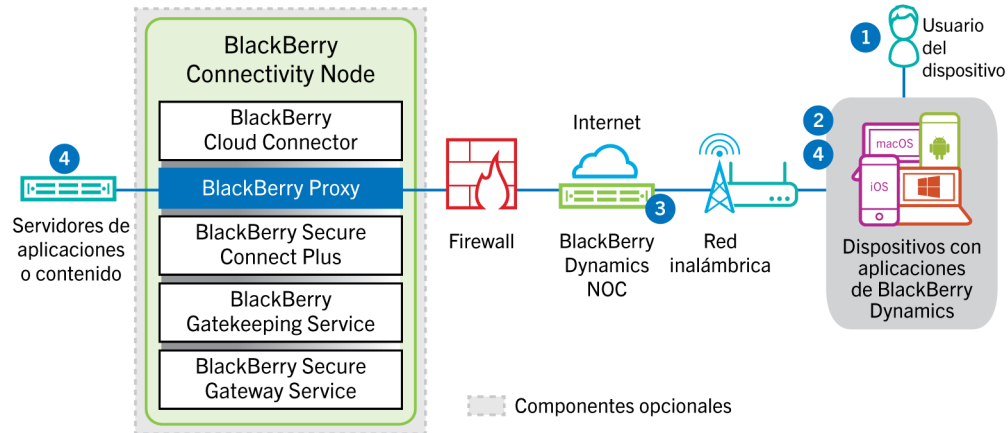 BlackBerry
Connectivity Node
BlackBerry
Cloud Connector
BlackBerry Proxy
BlackBerry Secure
Connect Plus
BlackBerry
Gatekeeping Service
BlackBerry Secure
Gateway Service
4
Servidores de
aplicaciones
o contenido
Firewall
Internet
3
BlackBerry
Dynamics
NOC
Red
inalámbrica
1
Usuario
del
dispositivo
2
4
macOS
iOS
Dispositivos con
aplicaciones
de BlackBerry
Dynamics
Componentes opcionales